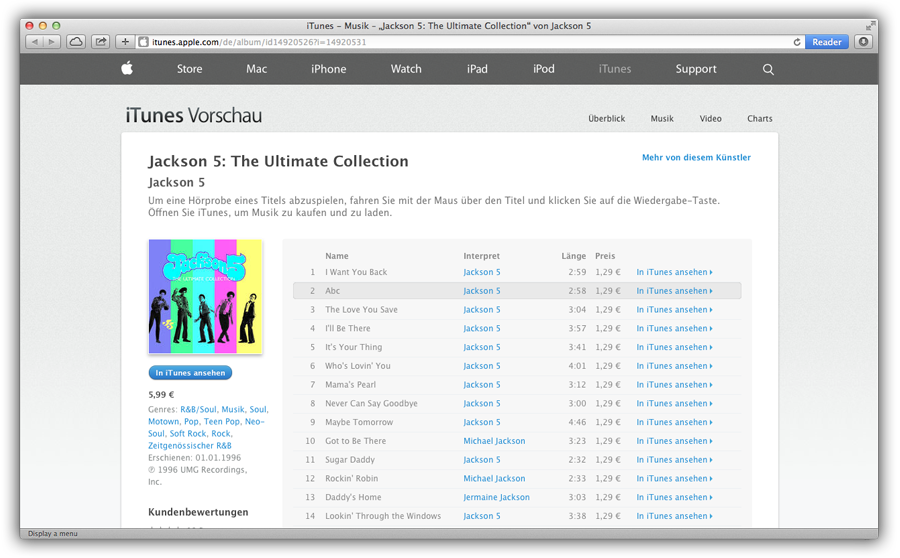 iTunes – Musik – „Jackson 5: The Ultimate Collection“ von Jackson 5
itunes.apple.com/de/album/id14920526?i=14920531
Reader
Store Mac iPhone Watch iPad iPod iTunes Support
iTunes Vorschau
Überblick Musik Video Charts
Jackson 5: The Ultimate Collection
Mehr von diesem Künstler
Jackson 5
Um eine Hörprobe eines Titels abzuspielen, fahren Sie mit der Maus über den Titel und klicken Sie auf die Wiedergabe-Taste.
Öffnen Sie iTunes, um Musik zu kaufen und zu laden.
Jackson 5
In iTunes ansehen
5,99 €
Genres: R&B/Soul, Musik, Soul,
Motown, Pop, Teen Pop, Neo-
Soul, Soft Rock, Rock,
Zeitgenössischer R&B
Erschienen: 01.01.1996
℗ 1996 UMG Recordings,
Inc.
Kundenbewertungen
Name Interpret Länge Preis
1 I Want You Back Jackson 5 2:59 1,29 € In iTunes ansehen
2 Abc Jackson 5 2:58 1,29 € In iTunes ansehen
3 The Love You Save Jackson 5 3:04 1,29 € In iTunes ansehen
4 I'll Be There Jackson 5 3:57 1,29 € In iTunes ansehen
5 It's Your Thing Jackson 5 3:41 1,29 € In iTunes ansehen
6 Who's Lovin' You Jackson 5 4:01 1,29 € In iTunes ansehen
7 Mama's Pearl Jackson 5 3:12 1,29 € In iTunes ansehen
8 Never Can Say Goodbye Jackson 5 3:00 1,29 € In iTunes ansehen
9 Maybe Tomorrow Jackson 5 4:46 1,29 € In iTunes ansehen
10 Got to Be There Michael Jackson 3:23 1,29 € In iTunes ansehen
11 Sugar Daddy Jackson 5 2:32 1,29 € In iTunes ansehen
12 Rockin' Robin Michael Jackson 2:33 1,29 € In iTunes ansehen
13 Daddy's Home Jermaine Jackson 3:03 1,29 € In iTunes ansehen
14 Lookin' Through the Windows Jackson 5 3:38 1,29 € In iTunes ansehen
Display a menu